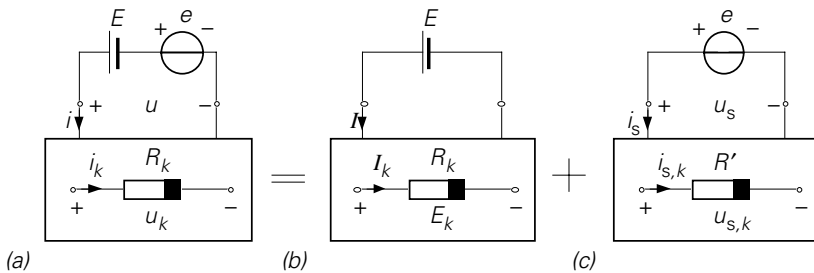 E + e − E + e −
+ u − + u_s −
i I i_s
i_k R_k I_k R_k i_s,k R'
= +
+ u_k − + E_k − + u_s,k −
(a) (b) (c)